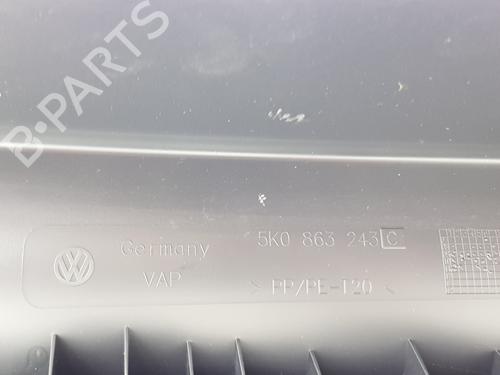 B-PARTS
Germany 5K0 863 243 C
VAP > PP/PE-T20 <